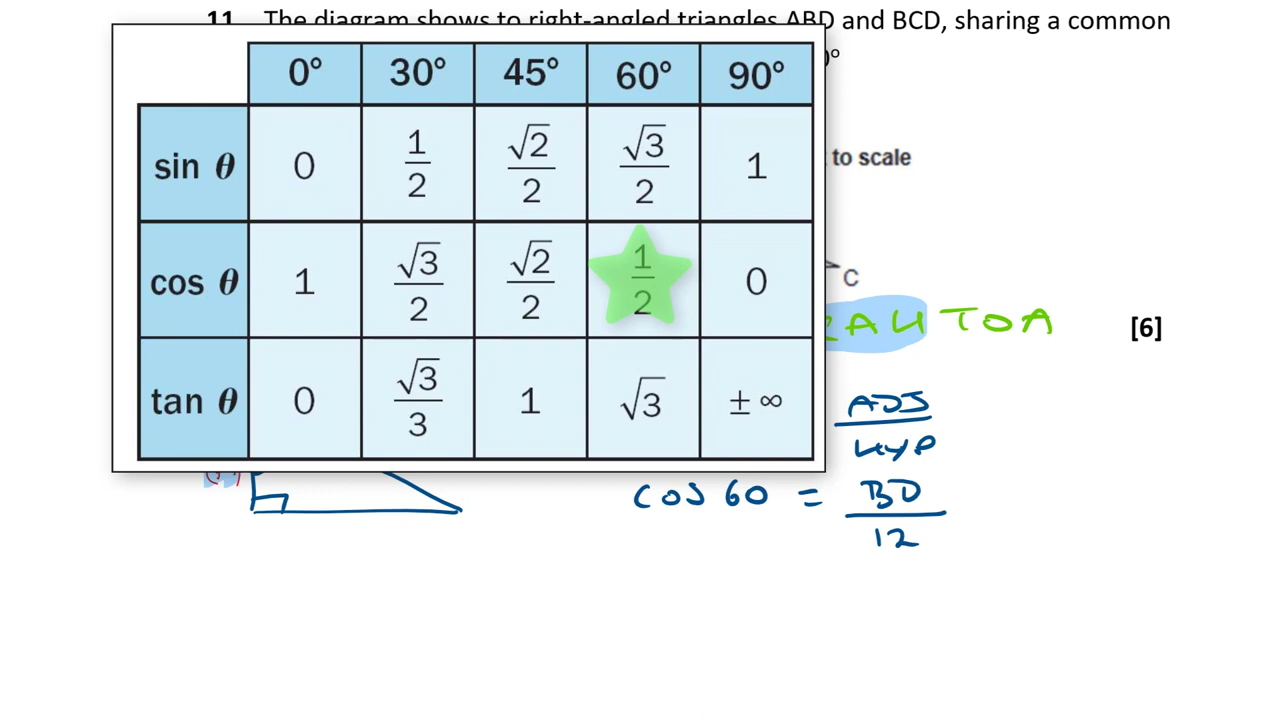 11 The diagram shows to right-angled triangles ABD and BCD, sharing a common
0°
0° 30° 45° 60° 90°
sin θ 0 1/2 √2/2 √3/2 1
to scale
cos θ 1 √3/2 √2/2 1/2 0
C
AH TOA [6]
tan θ 0 √3/3 1 √3 ± ∞
ADJ
HYP
cos 60 = BD
12